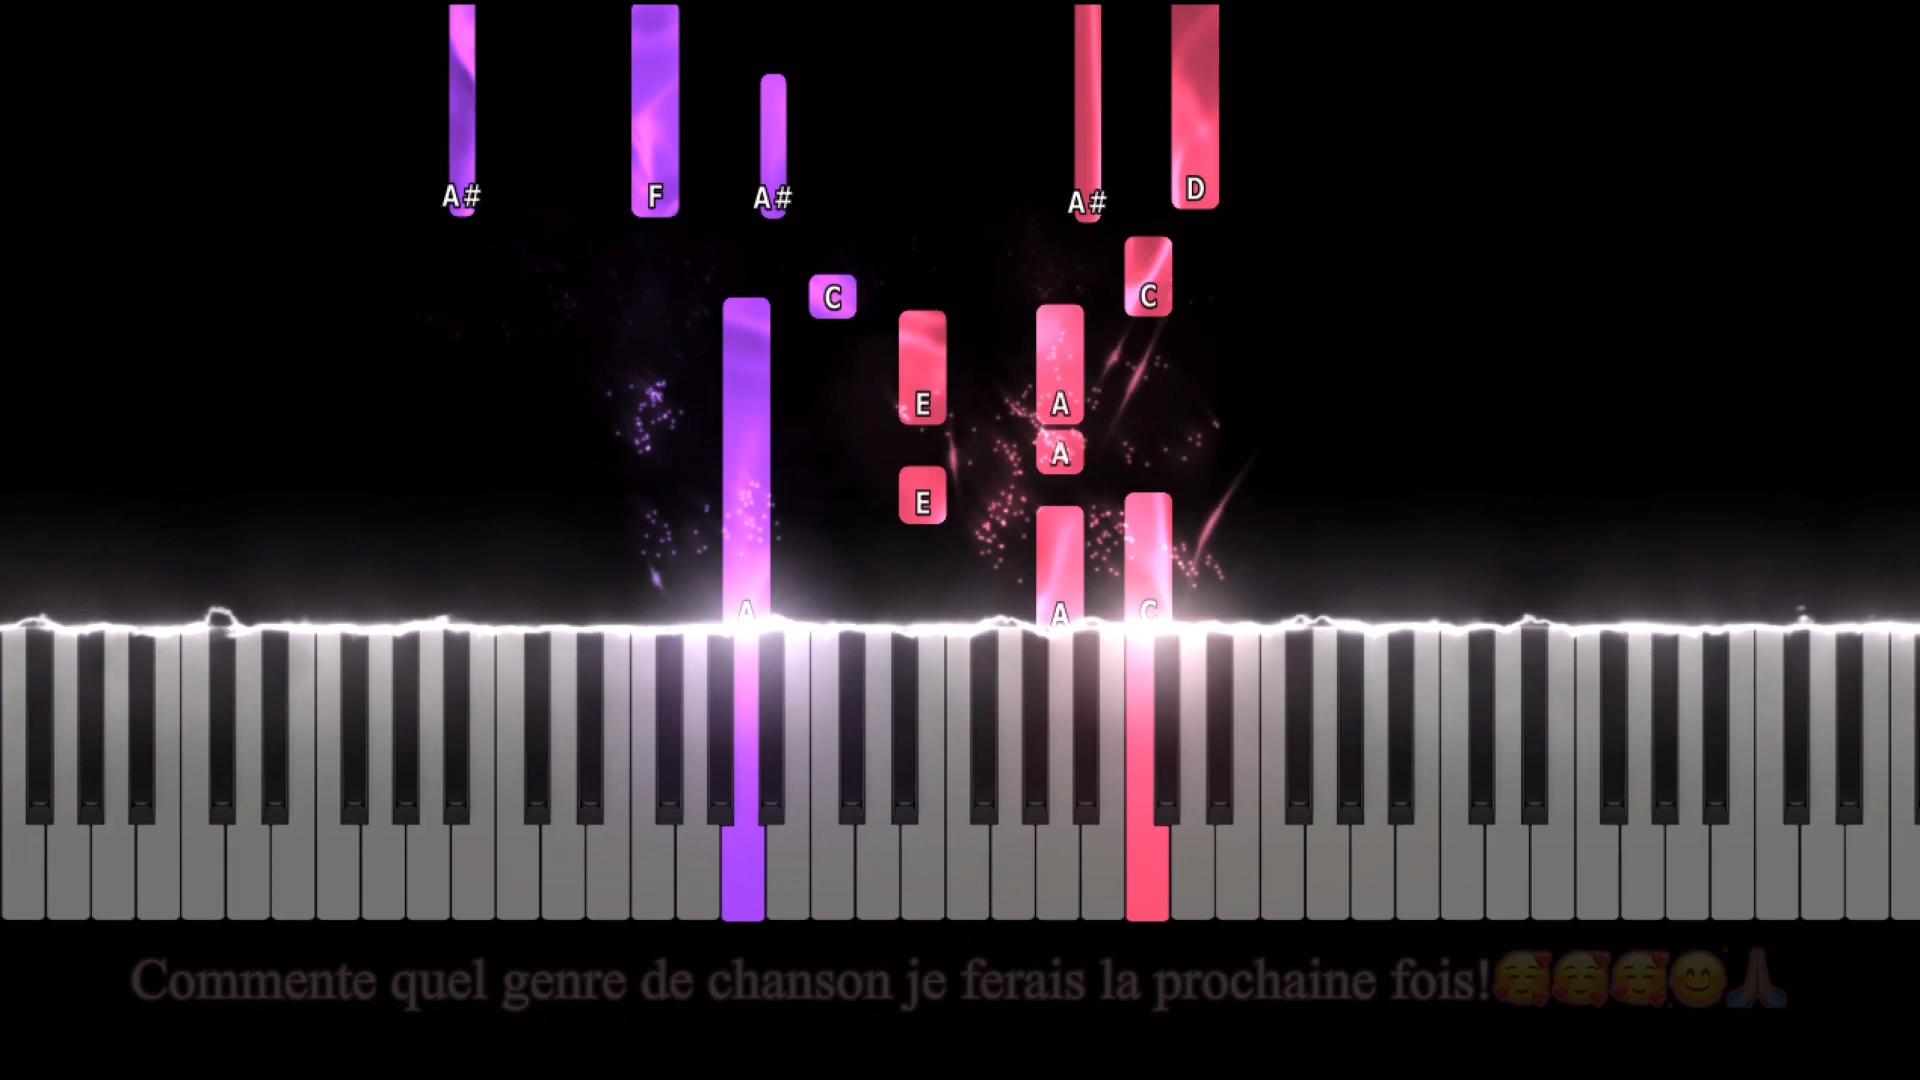 A# F A# A# D
C C
E A
A
E
A A C
Commente quel genre de chanson je ferais la prochaine fois!🥰🥰🥰😊🙏